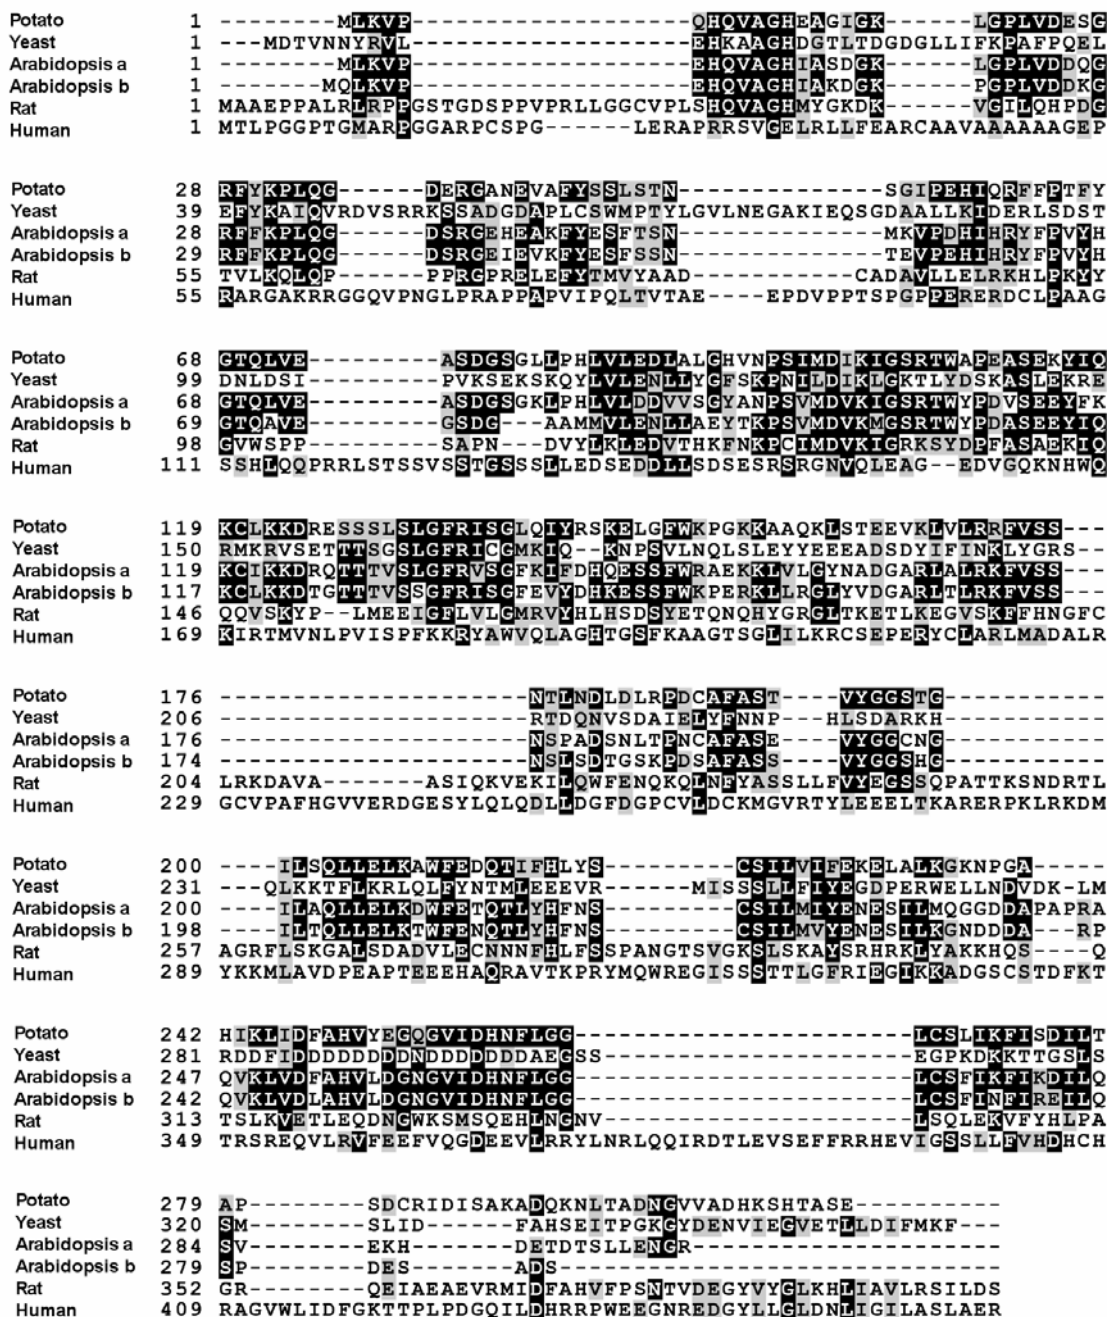 Potato 1 --------MLKVP-------------------QHQVAGHEAGIGK------LGPLVDESG
Yeast 1 ---MDTVNNYRVL-------------------EHKAAGHDGTLTDGDGLLIFKPAFPQEL
Arabidopsis a 1 --------MLKVP-------------------EHQVAGHIASDGK------LGPLVDDQG
Arabidopsis b 1 -------MQLKVP-------------------EHQVAGHIAKDGK------PGPLVDDKG
Rat 1 MAAEPPALRLRPPGSTGDSPPVPRLLGGCVPLSHQVAGHMYGKDK------VGILQHPDG
Human 1 MTLPGGPTGMARPGGARPCSPG------LERAPRRSVGELRLLFEARCAAVAAAAAAGEP
Potato 28 RFYKPLQG------DERGANEVAFYSSLSTN--------------SGIPEHIQRFFPTFY
Yeast 39 EFYKAIQVRDVSRRKSSADGDAPLCSWMPTYLGVLNEGAKIEQSGDAALLKIDERLSDST
Arabidopsis a 28 RFFKPLQG------DSRGEHEAKFYESFTSN--------------MKVPDHIHRYFPVYH
Arabidopsis b 29 RFFKPLQG------DSRGEIEVKFYESFSSN--------------TEVPEHIHRYFPVYH
Rat 55 TVLKQLQP------PPRGPRELEFYTMVYAAD-----------CADAVLLELRKHLPKYY
Human 55 RARGAKRRGGQVPNGLPRAPPAPVIPQLTVTAE----EPDVPPTSPGPPERERDCLPAAG
Potato 68 GTQLVE---------ASDGSGLLPHLVLEDLALGHVNPSIMDIKIGSRTWAPEASEKYIQ
Yeast 99 DNLDSI---------PVKSEKSKQYLVLENLLYGFSKPNILDIKLGKTLYDSKASLEKRE
Arabidopsis a 68 GTQLVE---------ASDGSGKLPHLVLDDVVSGYANPSVMDVKIGSRTWYPDVSEEYFK
Arabidopsis b 69 GTQAVE---------GSDG---AAMMVLENLLAEYTKPSVMDVKMGSRTWYPDASEEYIQ
Rat 98 GVWSPP---------SAPN----DVYLKLEDVTHKFNKPCIMDVKIGRKSYDPFASAEKIQ
Human 111 SSHLQQPRRLSTSSVSSTGSSSLLEDSEDDLLSDSESRSRGNVQLEAG--EDVGQKNHWQ
Potato 119 KCLKKDRESSSLSLGFRISGLQIYRSKELGFWKPGKKAAQKLSTEEVKLVLRRFVSS---
Yeast 150 RMKRVSETTTSGSLGFRICGMKIQ--KNPSVLNQLSLEYYEEEADSDYIFINKLYGRS--
Arabidopsis a 119 KCIKKDRQTTTVSLGFRVSGFKIFDHQESSFWRAEKKLVLGYNADGARLALRKFVSS---
Arabidopsis b 117 KCLKKDTGTTTVSSGFRISGFEVYDHKESSFWKPERKLLRGLYVDGARLTLRKFVSS---
Rat 146 QQVSKYP--LMEEIGFLVLGMRVYHLHSDSYETQNQHYGRGLTKETLKEGVSKFFHNGFC
Human 169 KIRTMVNLPVISPFKKRYAWVQLAGHTGSFKAAGTSGLILKRCSEPERYCLARLMADALR
Potato 176 ---------------------NTLNDLDLRPDCAFAST----VYGGSTG-----------
Yeast 206 ---------------------RTDQNVSDAIELYFNNP---HLSDARKH-----------
Arabidopsis a 176 ---------------------NSPADSNLTPNCAFASE----VYGGCNG-----------
Arabidopsis b 174 ---------------------NSLSDTGSKPDSAFASS----VYGGSHG-----------
Rat 204 LRKDAVA-------ASIQKVEKILQWFENQKQLNFYASSLLFVYEGSSQPATTKSNDRTL
Human 229 GCVPAFHGVVERDGESYLQLQDLLDGFDGPCVLDCKMGVRTYLEEELTKARERPKLRKDM
Potato 200 ----ILSQLLELKAWFEDQTIFHLYS---------CSILVIFEKELALKGKNPGA-----
Yeast 231 ---QLKKTFLKRLQLFYNTMLEEEVR------MISSSLLFIYEGDPERWELLNDVDK-LM
Arabidopsis a 200 ----ILAQLLELKDWFETQTLYHFNS---------CSILMIYENESILMQGGDDAPAPRA
Arabidopsis b 198 ----ILTQLLELKTWFENQTLYHFNS---------CSILMVYENESILKGNDDDA---RP
Rat 257 AGRFLSKGALSDADVLECNNNFHLFSSPANGTSVGKSLSKAYSRHRKLYAKKHQS----Q
Human 289 YKKMLAVDPEAPTEEEHAQRAVTKPRYMQWREGISSSTTLGFRIEGIKKADGSCSTDFKT
Potato 242 HIKLIDFAHVYEGQGVIDHNFLGG-----------------------LCSLIKFISDILT
Yeast 281 RDDFIDDDDDDDDNDDDDDDDAEGSS---------------------EGPKDKKTTGSLS
Arabidopsis a 247 QVKLVDFAHVLDGNGVIDHNFLGG-----------------------LCSFIKFIKDILQ
Arabidopsis b 242 QVKLVDLAHVLDGNGVIDHNFLGG-----------------------LCSFINFIREILQ
Rat 313 TSLKVETLEQDNGWKSMSQEHLNGNV---------------------LSQLEKVFYHLPA
Human 349 TRSREQVLRVFEEFVQGDEEVLRRYLNRLQQIRDTLEVSEFFRRHEVIGSSLLFVHDHCH
Potato 279 AP--------SDCRIDISAKADQKNLTADNGVVADHKSHTASE----------
Yeast 320 SM--------SLID------FAHSEITPGKGYDENVIEGVETLLDIFMKF---
Arabidopsis a 284 SV--------EKH-------DETDTSLLENGR---------------------
Arabidopsis b 279 SP--------DES-------ADS------------------------------
Rat 352 GR--------QEIAEAEVRMIDFAHVFPSNTVDEGYVYGLKHLIAVLRSILDS
Human 409 RAGVWLIDFGKTTPLPDGQILDHRRPWEEGNREDGYLLGLDNLIGILASLAER